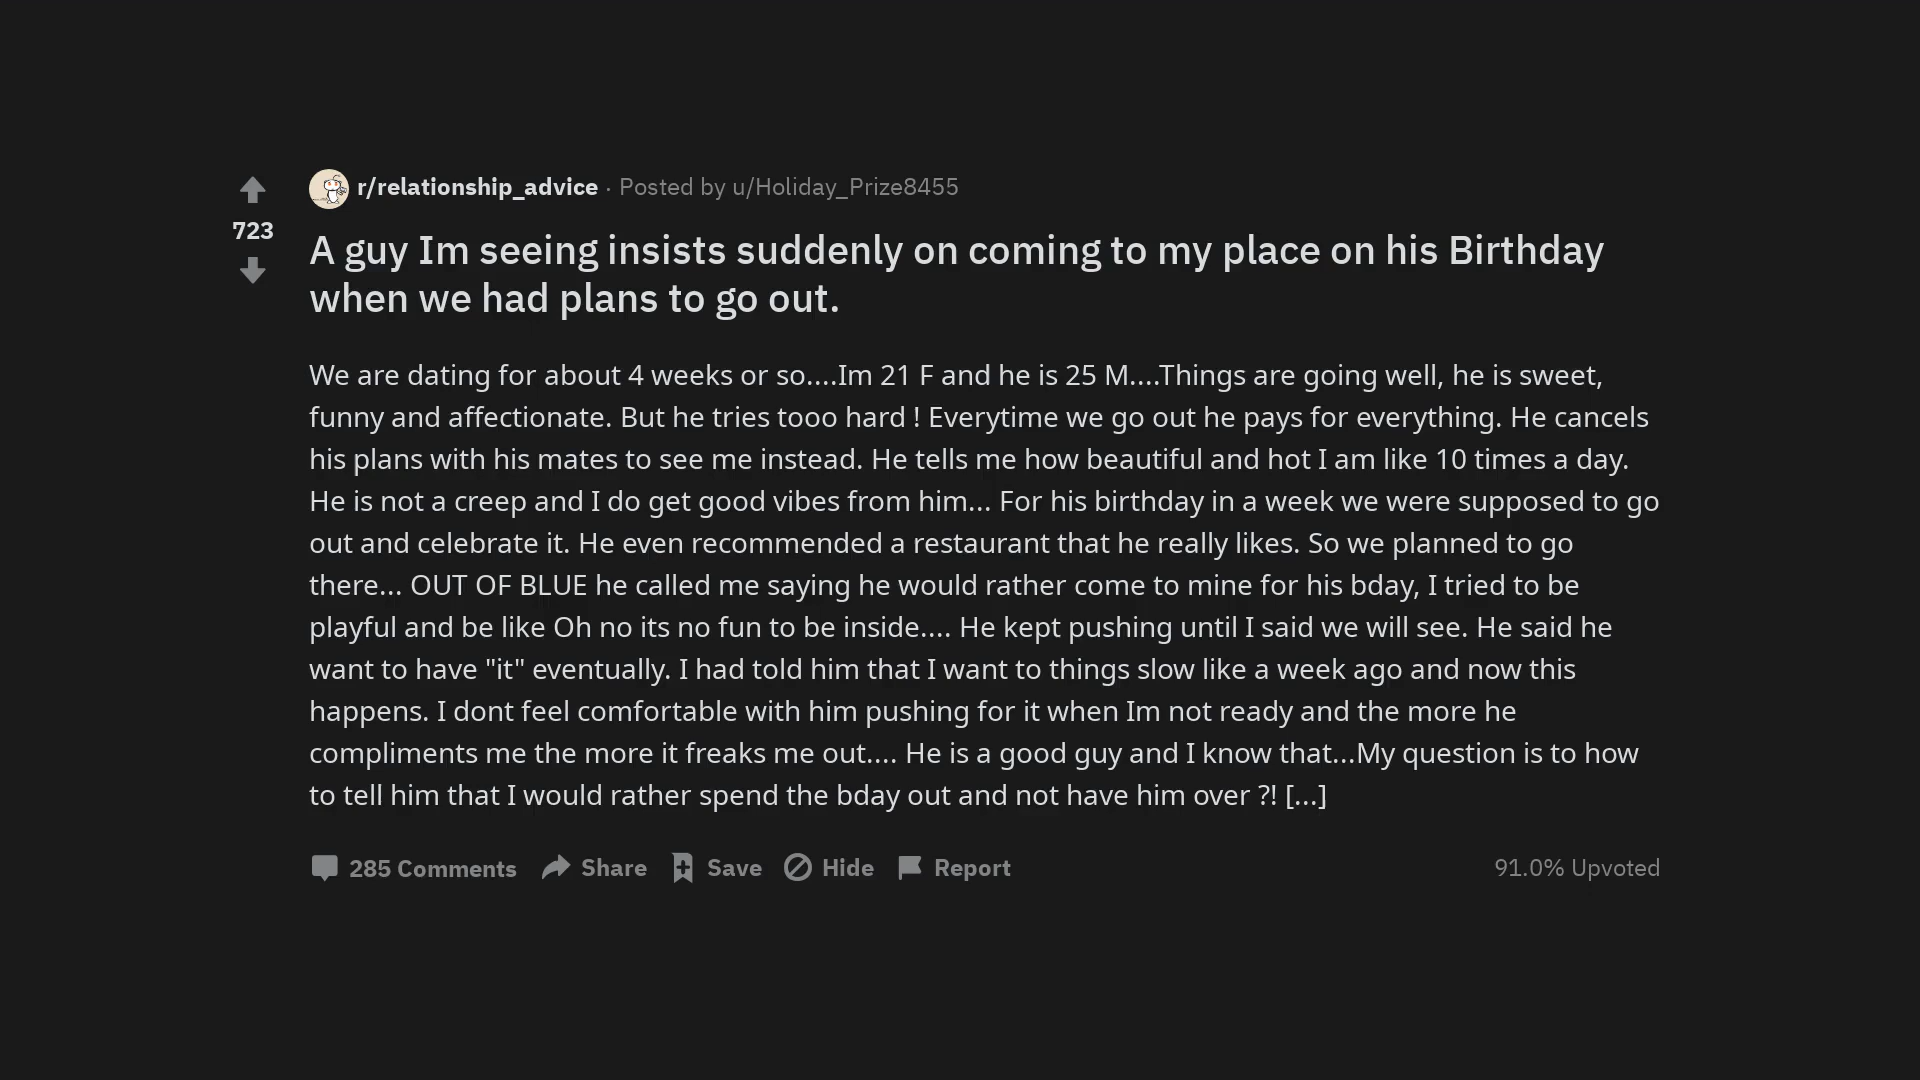 r/relationship_advice · Posted by u/Holiday_Prize8455
723
A guy Im seeing insists suddenly on coming to my place on his Birthday
when we had plans to go out.
We are dating for about 4 weeks or so....Im 21 F and he is 25 M....Things are going well, he is sweet,
funny and affectionate. But he tries tooo hard ! Everytime we go out he pays for everything. He cancels
his plans with his mates to see me instead. He tells me how beautiful and hot I am like 10 times a day.
He is not a creep and I do get good vibes from him... For his birthday in a week we were supposed to go
out and celebrate it. He even recommended a restaurant that he really likes. So we planned to go
there... OUT OF BLUE he called me saying he would rather come to mine for his bday, I tried to be
playful and be like Oh no its no fun to be inside.... He kept pushing until I said we will see. He said he
want to have "it" eventually. I had told him that I want to things slow like a week ago and now this
happens. I dont feel comfortable with him pushing for it when Im not ready and the more he
compliments me the more it freaks me out.... He is a good guy and I know that...My question is to how
to tell him that I would rather spend the bday out and not have him over ?! [...]
285 Comments Share Save Hide Report 91.0% Upvoted